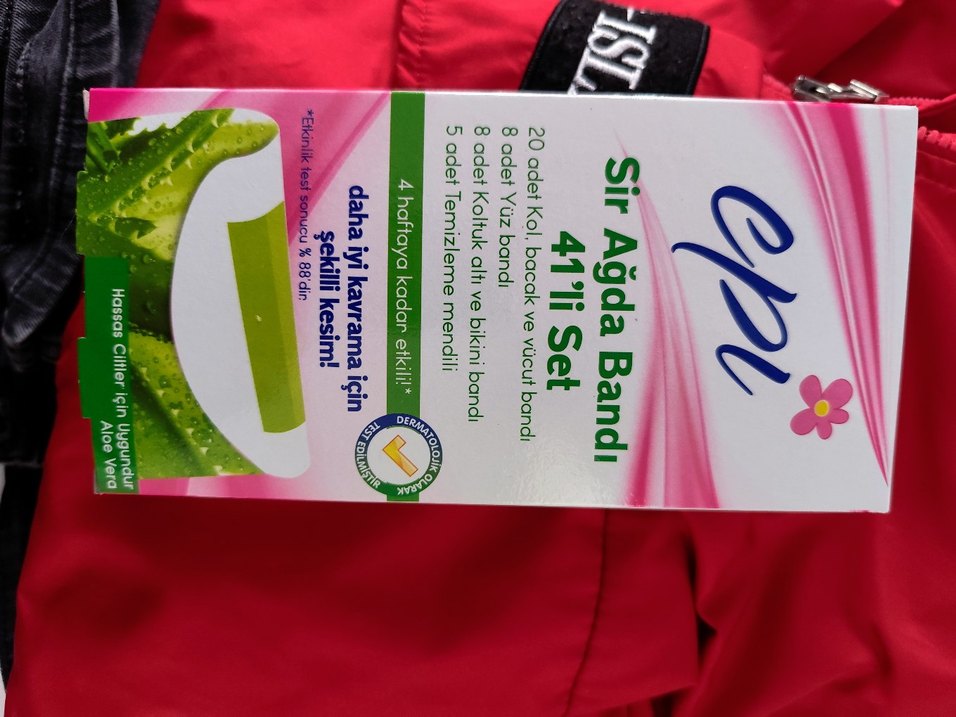 epi
Sir Ağda Bandı
41'li Set
20 adet Kol, bacak ve vücut bandı
8 adet Yüz bandı
8 adet Koltuk altı ve bikini bandı
5 adet Temizleme mendili
4 haftaya kadar etkili!*
DERMATOLOJİK OLARAK
TEST EDİLMİŞTİR
daha iyi kavrama için
şekilli kesim!
*Etkinlik test sonucu % 88'dir.
Hassas Ciltler için Uygundur
Aloe Vera